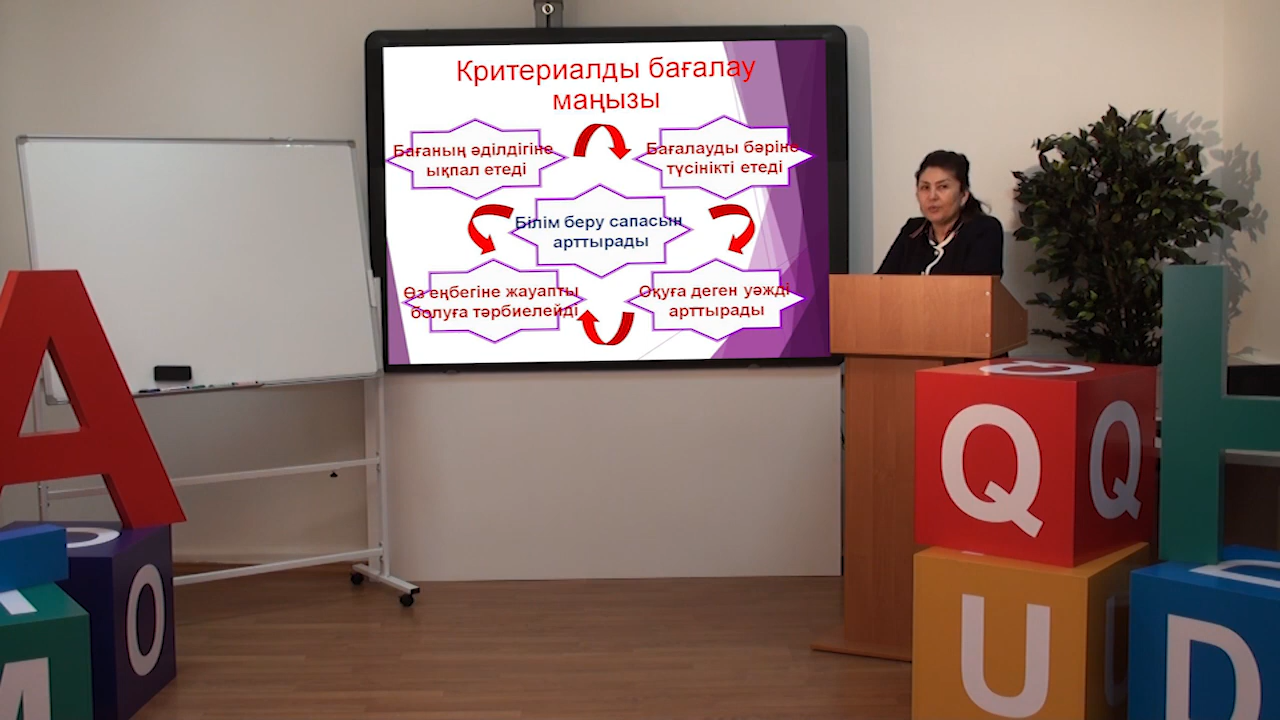 Критериалды бағалау
маңызы
Бағаның әділдігіне
ықпал етеді
Бағалауды бәріне
түсінікті етеді
Білім беру сапасын
арттырады
Өз еңбегіне жауапты
болуға тәрбиелейді
Оқуға деген уәжді
арттырады
A
Q
Q
O
U
D